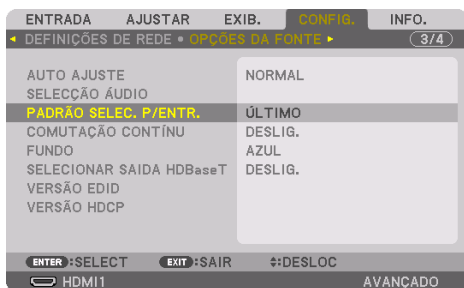 ENTRADA AJUSTAR EXIB. CONFIG. INFO.
DEFINIÇÕES DE REDE • OPÇÕES DA FONTE 3/4
AUTO AJUSTE NORMAL
SELECÇÃO ÁUDIO
PADRÃO SELEC. P/ENTR. ÚLTIMO
COMUTAÇÃO CONTÍNU DESLIG.
FUNDO AZUL
SELECIONAR SAIDA HDBaseT DESLIG.
VERSÃO EDID
VERSÃO HDCP
ENTER :SELECT EXIT :SAIR :DESLOC
HDMI1 AVANÇADO